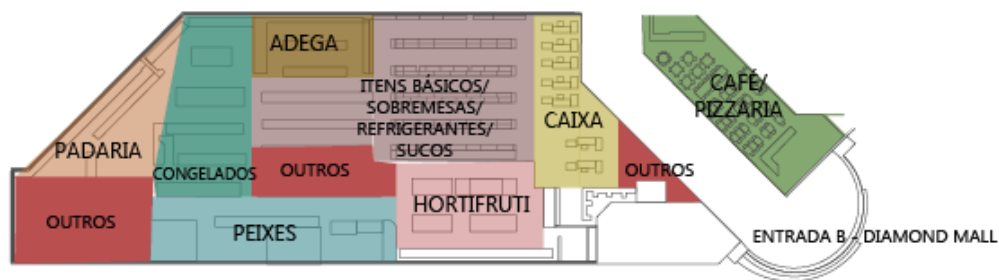 ADEGA
ITENS BÁSICOS/
SOBREMESAS/
REFRIGERANTES/
SUCOS
CAFÉ/
PIZZARIA
CAIXA
PADARIA
CONGELADOS
OUTROS
OUTROS
HORTIFRUTI
OUTROS
PEIXES
ENTRADA B - DIAMOND MALL